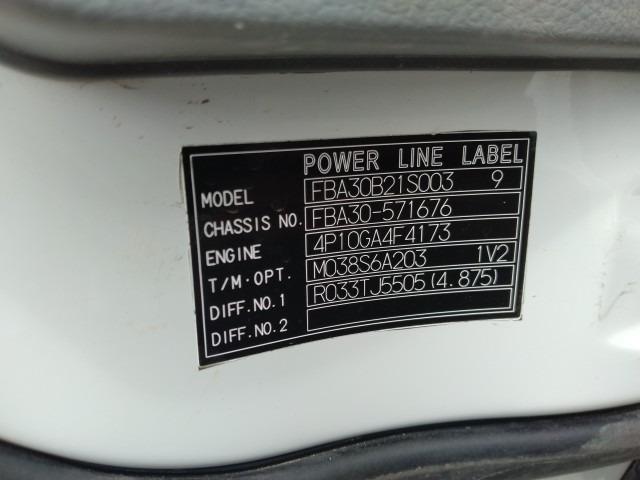 POWER LINE LABEL
MODEL FBA30B21S003 9
CHASSIS NO. FBA30-571676
ENGINE 4P10GA4F4173
T/M·OPT. M038S6A203 1V2
DIFF.NO.1 R033TJ5505(4.875)
DIFF.NO.2